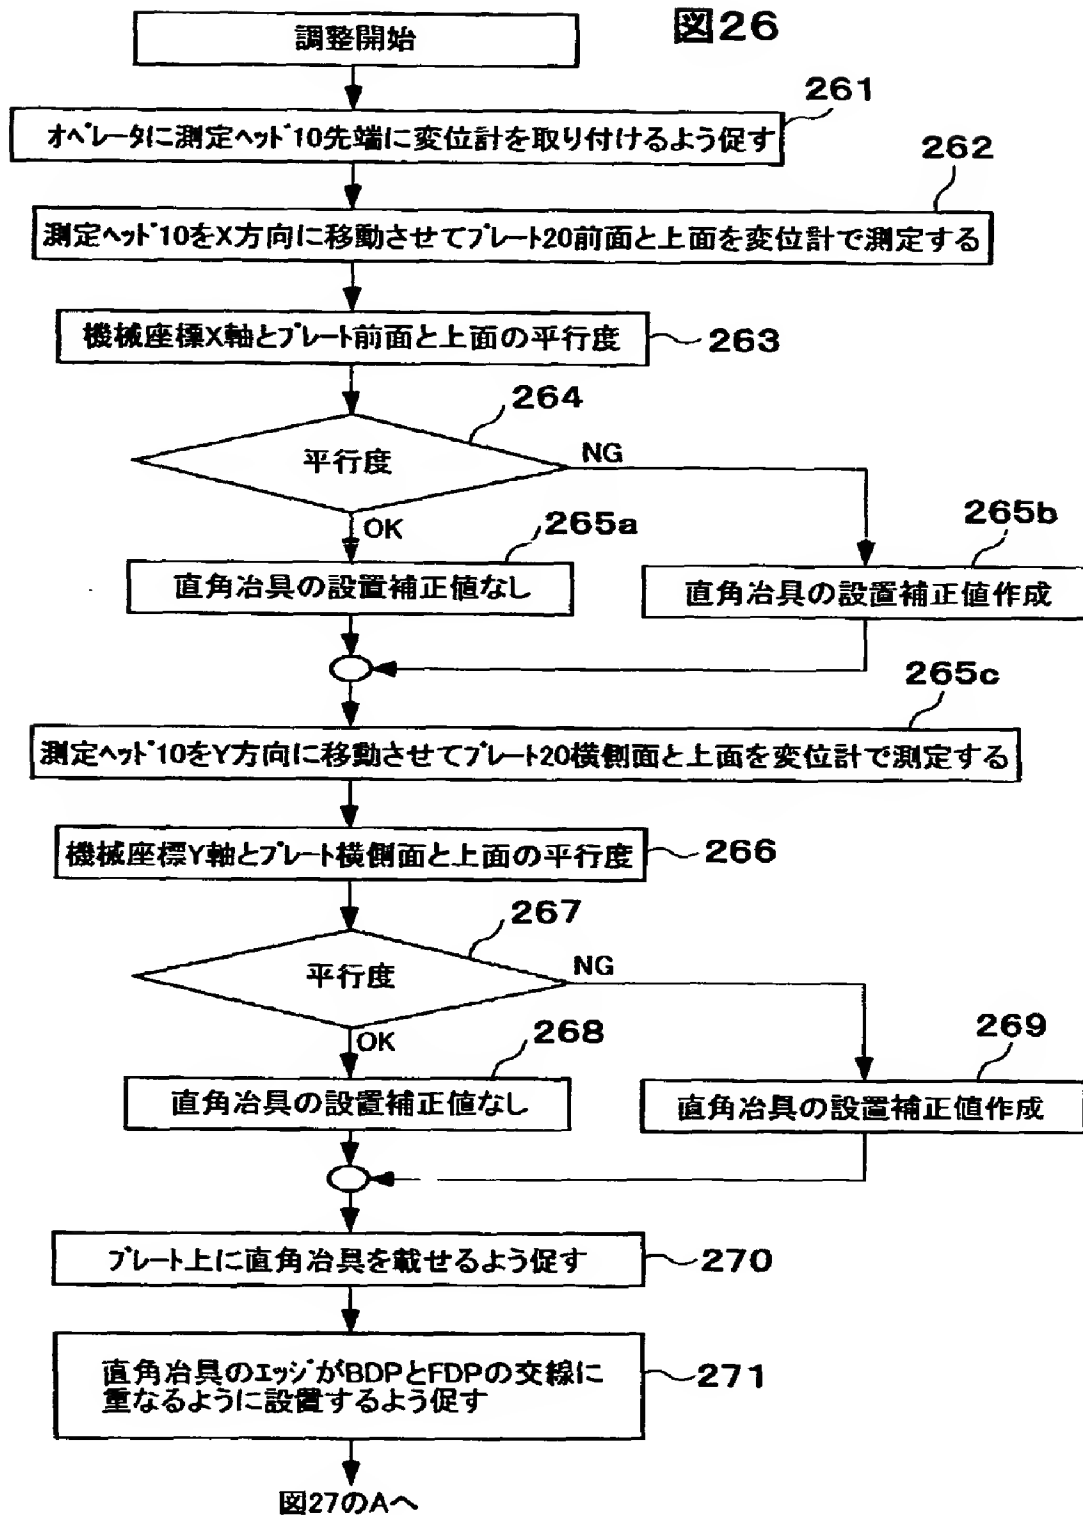 図26
調整開始
261
オペレータに測定ヘッド10先端に変位計を取り付けるよう促す
262
測定ヘッド10をX方向に移動させてプレート20前面と上面を変位計で測定する
機械座標X軸とプレート前面と上面の平行度
263
264
平行度
NG
OK
265a
直角冶具の設置補正値なし
265b
直角冶具の設置補正値作成
265c
測定ヘッド10をY方向に移動させてプレート20横側面と上面を変位計で測定する
機械座標Y軸とプレート横側面と上面の平行度
266
267
平行度
NG
OK
268
直角冶具の設置補正値なし
269
直角冶具の設置補正値作成
プレート上に直角冶具を載せるよう促す
270
直角冶具のエッジがBDPとFDPの交線に
重なるように設置するよう促す
271
図27のAへ